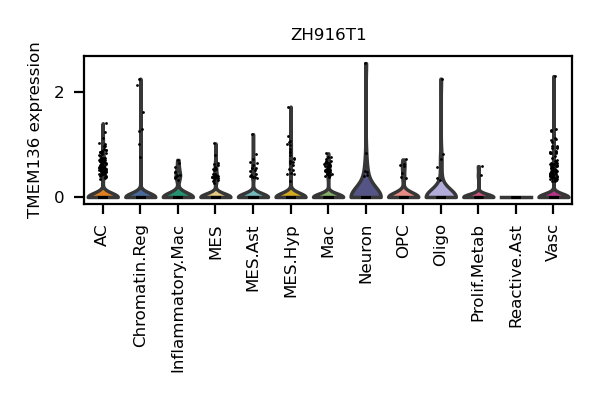 ZH916T1
TMEM136 expression
2
0
AC
Chromatin.Reg
Inflammatory.Mac
MES
MES.Ast
MES.Hyp
Mac
Neuron
OPC
Oligo
Prolif.Metab
Reactive.Ast
Vasc